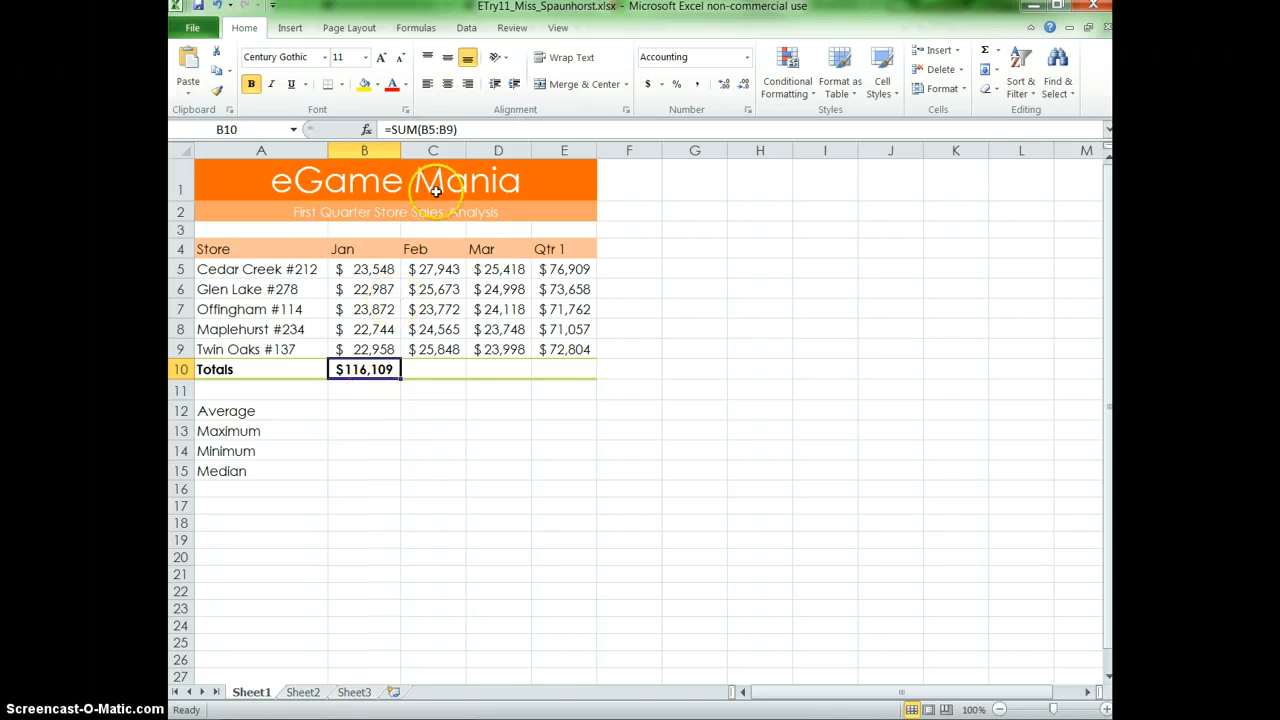 ETry11_Miss_Spaunhorst.xlsx - Microsoft Excel non-commercial use
File Home Insert Page Layout Formulas Data Review View
Century Gothic 11 Wrap Text Accounting Insert Σ
Paste B I U A Merge & Center $ % , Conditional Formatting Format as Table Cell Styles Delete Format Sort & Filter Find & Select
Clipboard Font Alignment Number Styles Cells Editing
B10 fx =SUM(B5:B9)
A B C D E F G H I J K L M
1 eGame Mania
2 First Quarter Store Sales Analysis
3
4 Store Jan Feb Mar Qtr 1
5 Cedar Creek #212 $ 23,548 $ 27,943 $ 25,418 $ 76,909
6 Glen Lake #278 $ 22,987 $ 25,673 $ 24,998 $ 73,658
7 Offingham #114 $ 23,872 $ 23,772 $ 24,118 $ 71,762
8 Maplehurst #234 $ 22,744 $ 24,565 $ 23,748 $ 71,057
9 Twin Oaks #137 $ 22,958 $ 25,848 $ 23,998 $ 72,804
10 Totals $116,109
11
12 Average
13 Maximum
14 Minimum
15 Median
16
17
18
19
20
21
22
23
24
25
26
27
Sheet1 Sheet2 Sheet3
Screencast-O-Matic.com Ready 100%